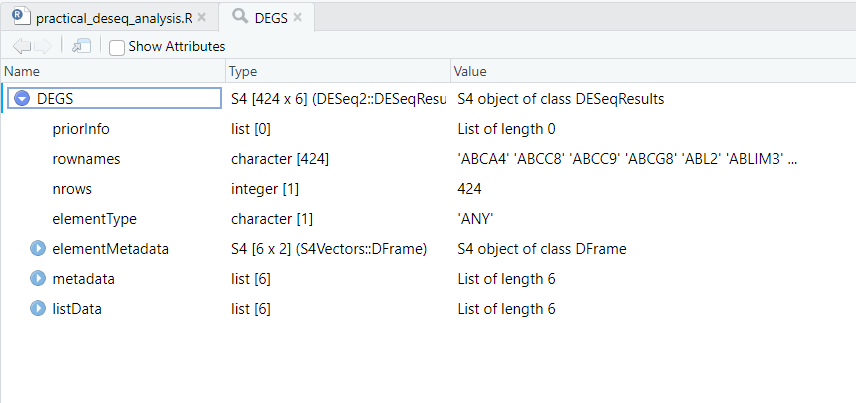 practical_deseq_analysis.R DEGS
Show Attributes
Name Type Value
DEGS S4 [424 x 6] (DESeq2::DESeqResu S4 object of class DESeqResults
priorInfo list [0] List of length 0
rownames character [424] 'ABCA4' 'ABCC8' 'ABCC9' 'ABCG8' 'ABL2' 'ABLIM3' ...
nrows integer [1] 424
elementType character [1] 'ANY'
elementMetadata S4 [6 x 2] (S4Vectors::DFrame) S4 object of class DFrame
metadata list [6] List of length 6
listData list [6] List of length 6